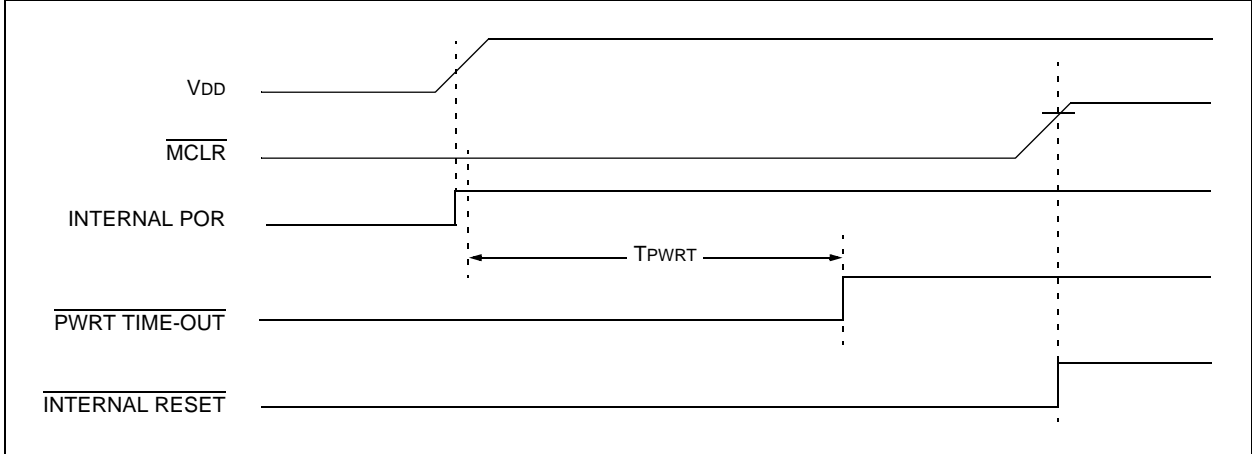 VDD
MCLR
INTERNAL POR
TPWRT
PWRT TIME-OUT
INTERNAL RESET